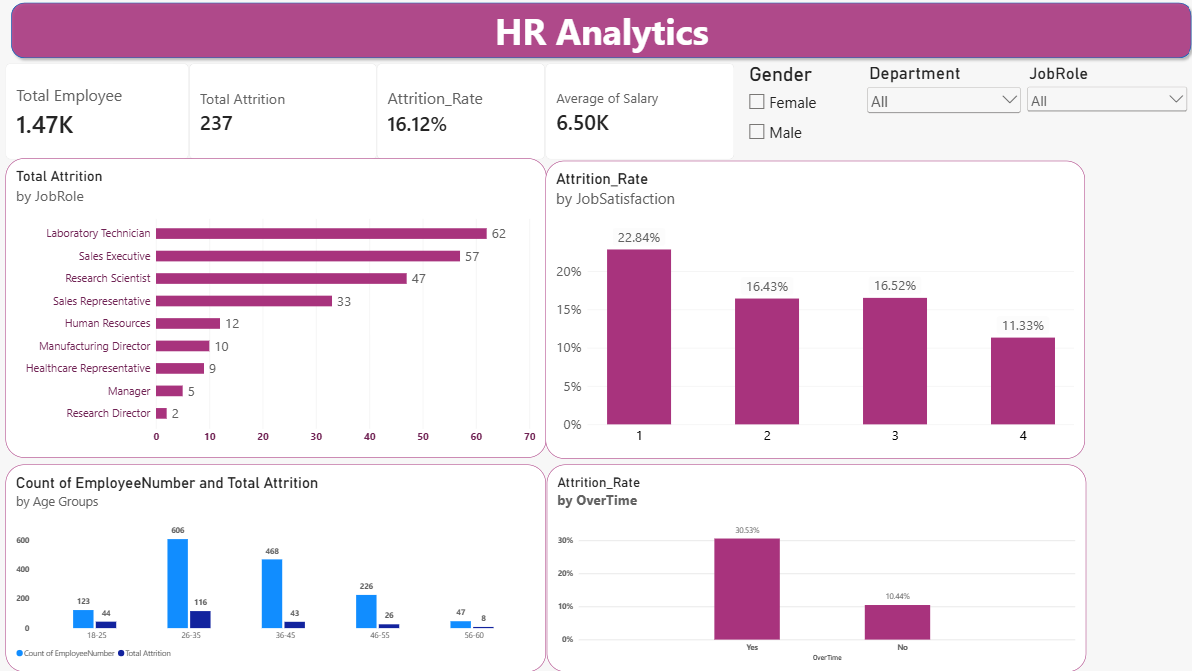 HR Analytics
Total Employee
1.47K
Total Attrition
237
Attrition_Rate
16.12%
Average of Salary
6.50K
Gender
Female
Male
Department
All
JobRole
All
Total Attrition
by JobRole
Laboratory Technician 62
Sales Executive 57
Research Scientist 47
Sales Representative 33
Human Resources 12
Manufacturing Director 10
Healthcare Representative 9
Manager 5
Research Director 2
0 10 20 30 40 50 60 70
Attrition_Rate
by JobSatisfaction
22.84%
16.43%
16.52%
11.33%
20%
15%
10%
5%
0%
1 2 3 4
Count of EmployeeNumber and Total Attrition
by Age Groups
600
400
200
0
123 44
606 116
468 43
226 26
47 8
18-25 26-35 36-45 46-55 56-60
Count of EmployeeNumber Total Attrition
Attrition_Rate
by OverTime
30%
20%
10%
0%
30.53%
10.44%
Yes No
OverTime